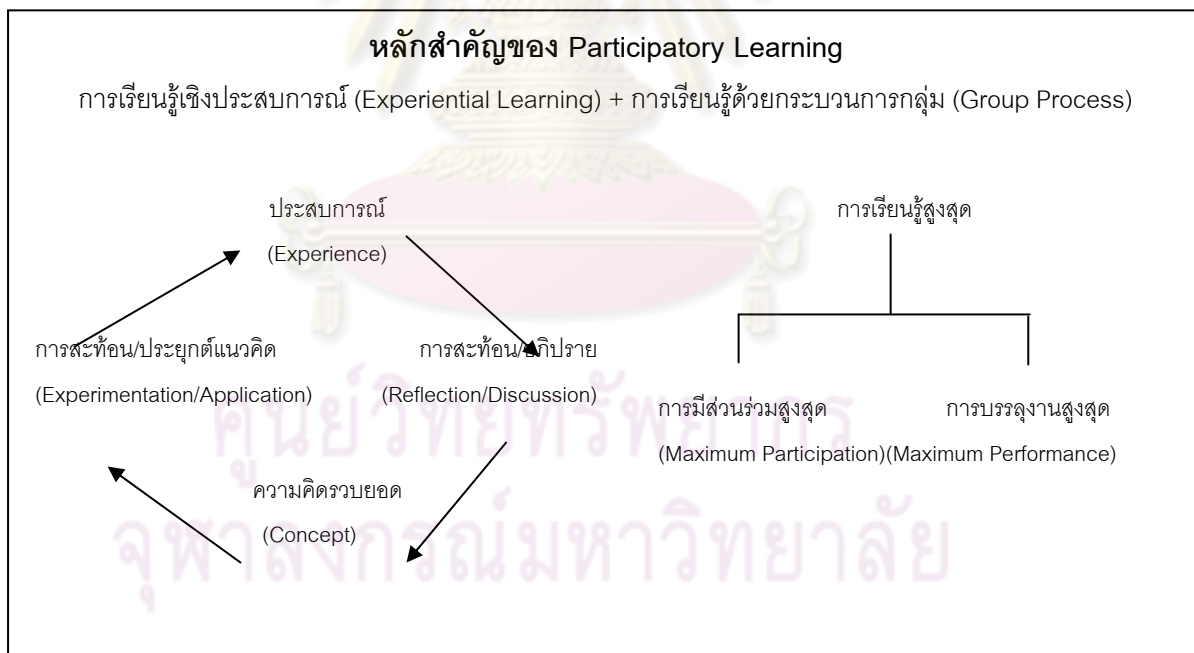 หลักสำคัญของ Participatory Learning
การเรียนรู้เชิงประสบการณ์ (Experiential Learning) + การเรียนรู้ด้วยกระบวนการกลุ่ม (Group Process)
ประสบการณ์
(Experience)
การเรียนรู้สูงสุด
การสะท้อน/ประยุกต์แนวคิด
(Experimentation/Application)
การสะท้อน/อภิปราย
(Reflection/Discussion)
การมีส่วนร่วมสูงสุด
(Maximum Participation)
การบรรลุงานสูงสุด
(Maximum Performance)
ความคิดรวบยอด
(Concept)
ศูนย์วิทยทรัพยากร
จุฬาลงกรณ์มหาวิทยาลัย